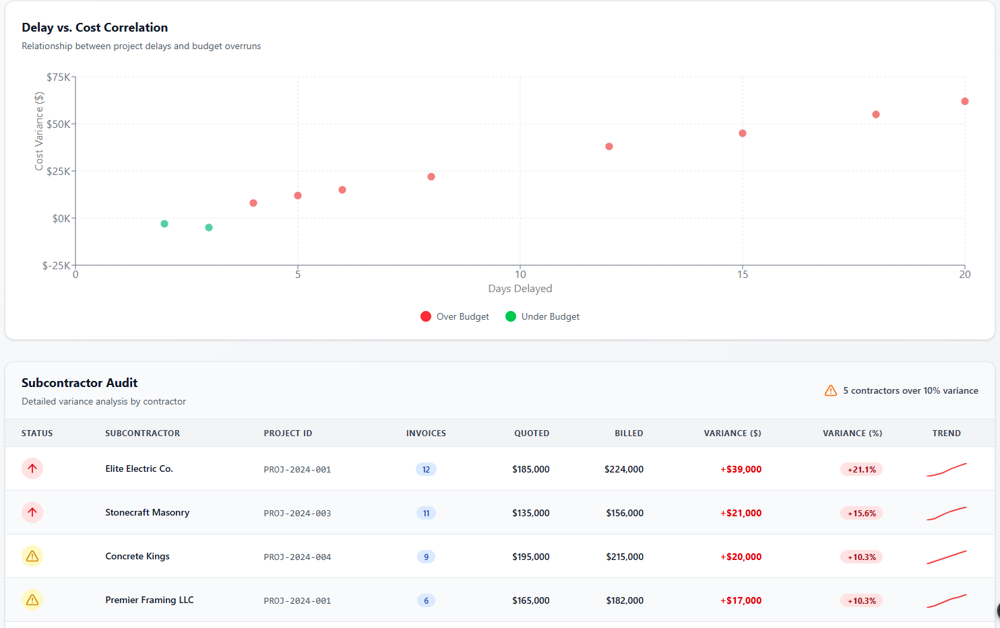 Delay vs. Cost Correlation
Relationship between project delays and budget overruns
$75K
$50K
$25K
$0K
$-25K
Cost Variance ($)
0 5 10 15 20
Days Delayed
Over Budget Under Budget
Subcontractor Audit
Detailed variance analysis by contractor
5 contractors over 10% variance
STATUS SUBCONTRACTOR PROJECT ID INVOICES QUOTED BILLED VARIANCE ($) VARIANCE (%) TREND
Elite Electric Co. PROJ-2024-001 12 $185,000 $224,000 +$39,000 +21.1%
Stonecraft Masonry PROJ-2024-003 11 $135,000 $156,000 +$21,000 +15.6%
Concrete Kings PROJ-2024-004 9 $195,000 $215,000 +$20,000 +10.3%
Premier Framing LLC PROJ-2024-001 6 $165,000 $182,000 +$17,000 +10.3%